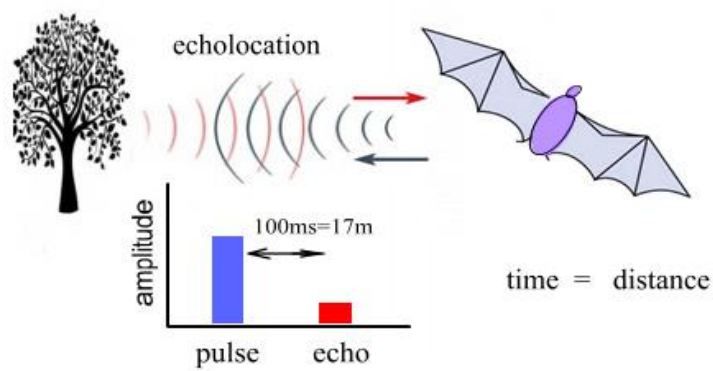 echolocation
100ms=17m
amplitude
time = distance
pulse echo